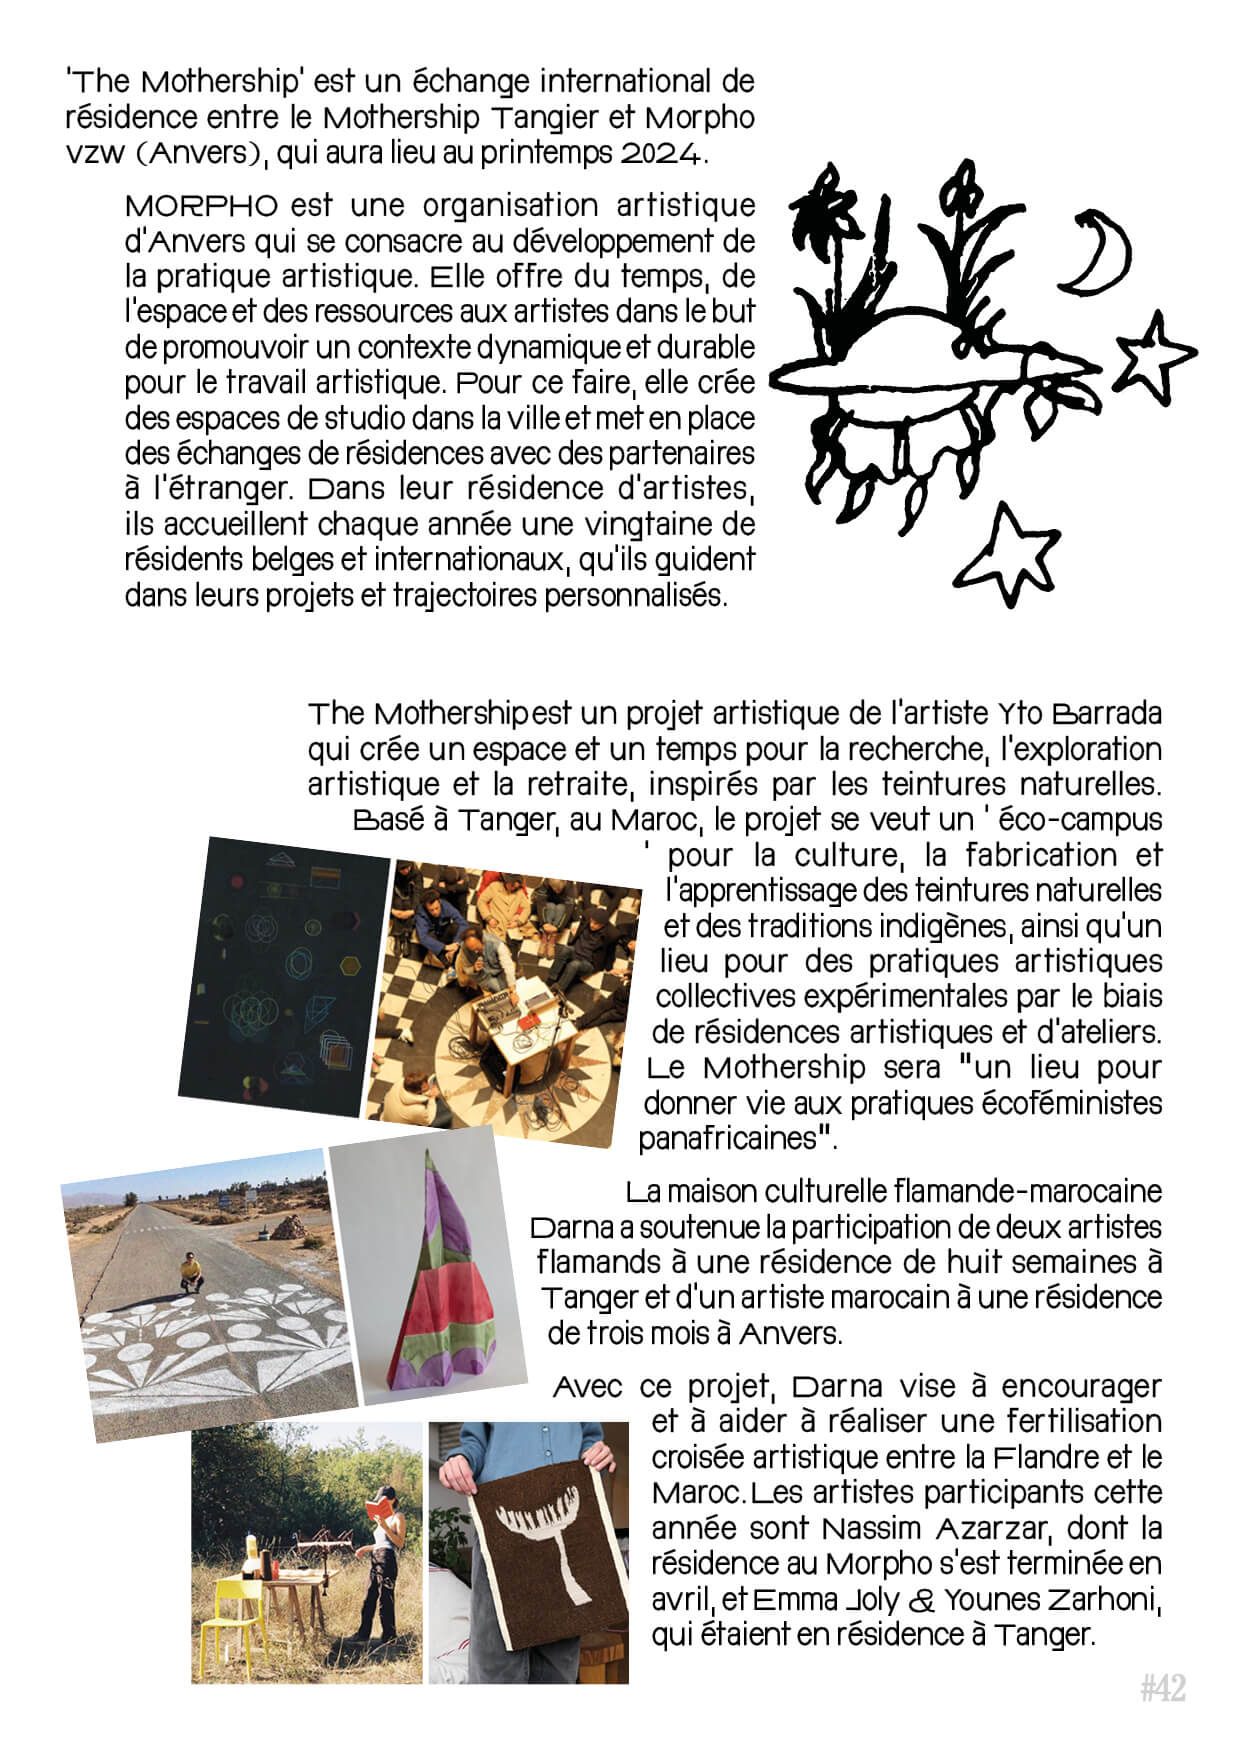 'The Mothership' est un échange international de
résidence entre le Mothership Tangier et Morpho
vzw (Anvers), qui aura lieu au printemps 2024.
MORPHO est une organisation artistique
d'Anvers qui se consacre au développement de
la pratique artistique. Elle offre du temps, de
l'espace et des ressources aux artistes dans le but
de promouvoir un contexte dynamique et durable
pour le travail artistique. Pour ce faire, elle crée
des espaces de studio dans la ville et met en place
des échanges de résidences avec des partenaires
à l'étranger. Dans leur résidence d'artistes,
ils accueillent chaque année une vingtaine de
résidents belges et internationaux, qu'ils guident
dans leurs projets et trajectoires personnalisés.
The Mothership est un projet artistique de l'artiste Yto Barrada
qui crée un espace et un temps pour la recherche, l'exploration
artistique et la retraite, inspirés par les teintures naturelles.
Basé à Tanger, au Maroc, le projet se veut un ' éco-campus
' pour la culture, la fabrication et
l'apprentissage des teintures naturelles
et des traditions indigènes, ainsi qu'un
lieu pour des pratiques artistiques
collectives expérimentales par le biais
de résidences artistiques et d'ateliers.
Le Mothership sera "un lieu pour
donner vie aux pratiques écoféministes
panafricaines".
La maison culturelle flamande-marocaine
Darna a soutenue la participation de deux artistes
flamands à une résidence de huit semaines à
Tanger et d'un artiste marocain à une résidence
de trois mois à Anvers.
Avec ce projet, Darna vise à encourager
et à aider à réaliser une fertilisation
croisée artistique entre la Flandre et le
Maroc. Les artistes participants cette
année sont Nassim Azarzar, dont la
résidence au Morpho s'est terminée en
avril, et Emma Joly & Younes Zarhoni,
qui étaient en résidence à Tanger.
#42